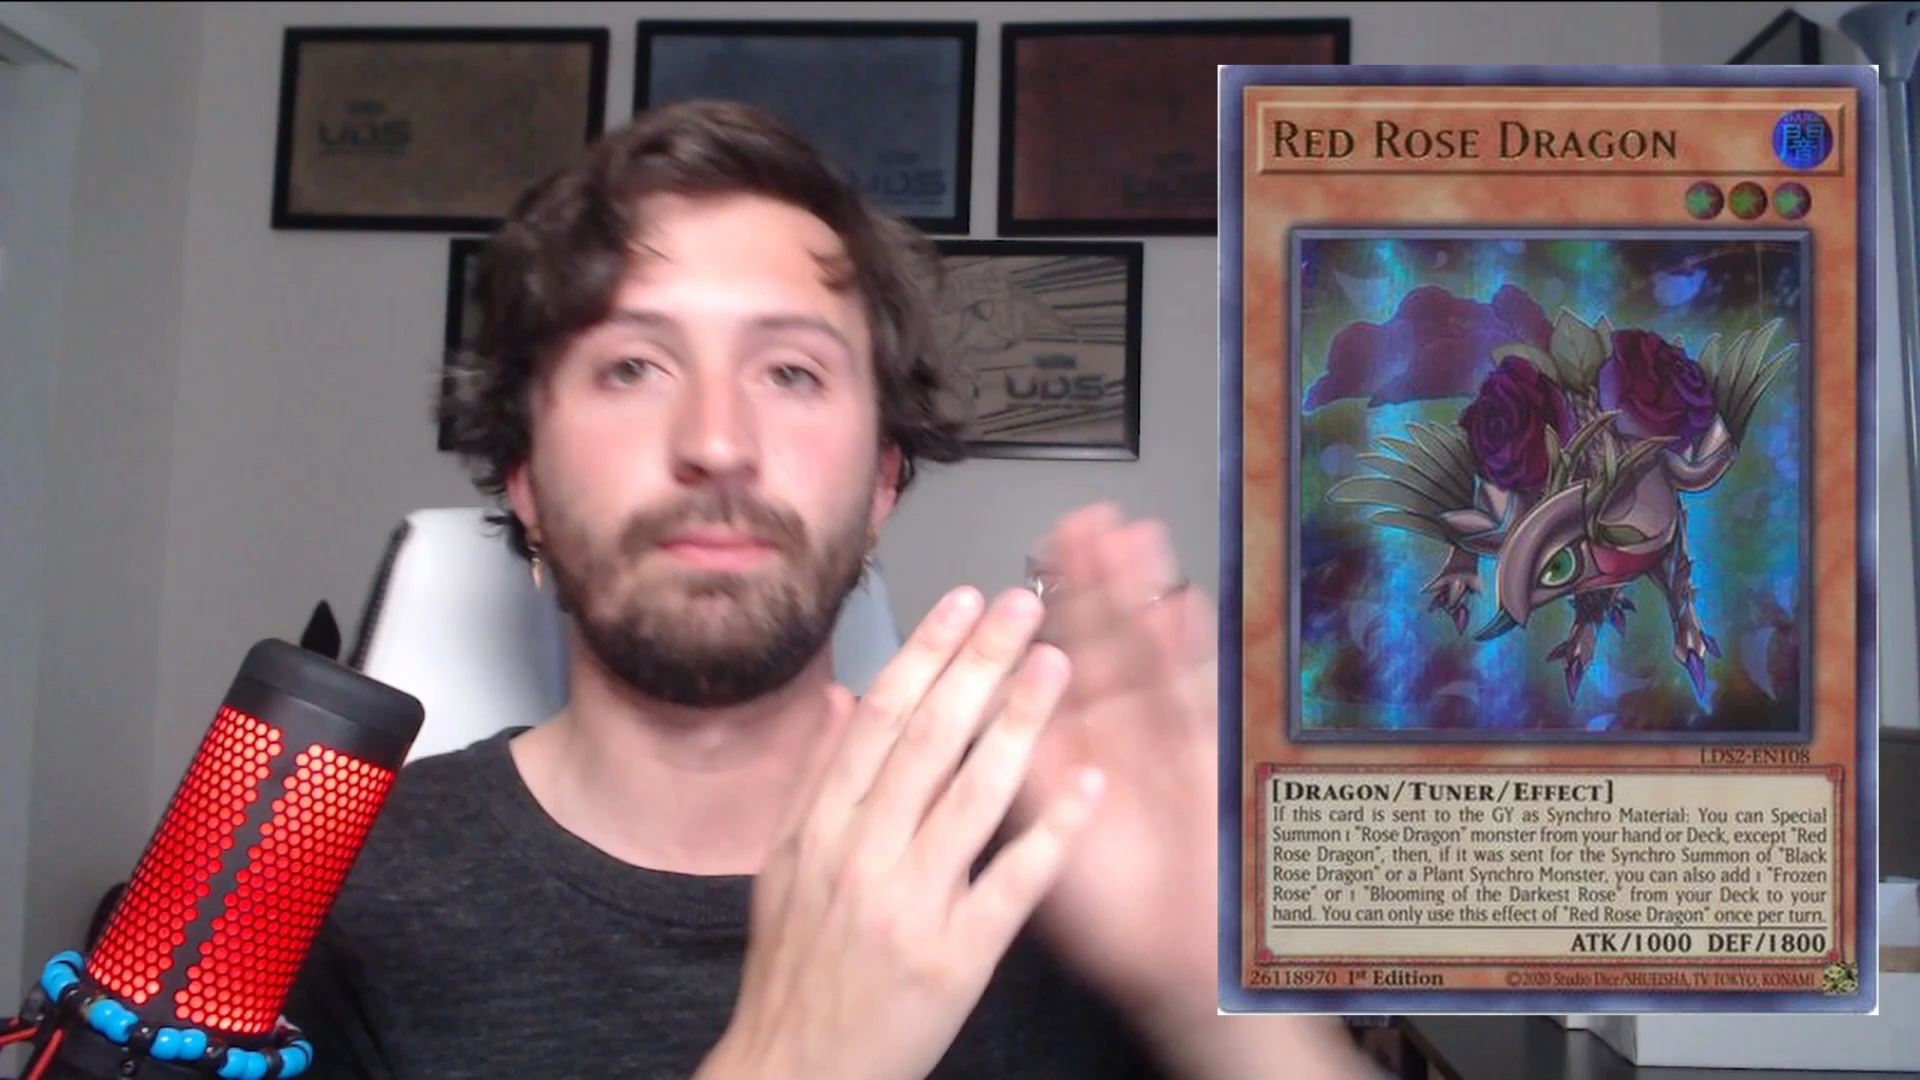 UDS
UDS
UDS
RED ROSE DRAGON
闇
LDS2-EN108
[DRAGON/TUNER/EFFECT]
If this card is sent to the GY as Synchro Material: You can Special
Summon 1 "Rose Dragon" monster from your hand or Deck, except "Red
Rose Dragon", then, if it was sent for the Synchro Summon of "Black
Rose Dragon" or a Plant Synchro Monster, you can also add 1 "Frozen
Rose" or 1 "Blooming of the Darkest Rose" from your Deck to your
hand. You can only use this effect of "Red Rose Dragon" once per turn.
ATK/1000 DEF/1800
26118970 1st Edition ©2020 Studio Dice/SHUEISHA, TV TOKYO, KONAMI